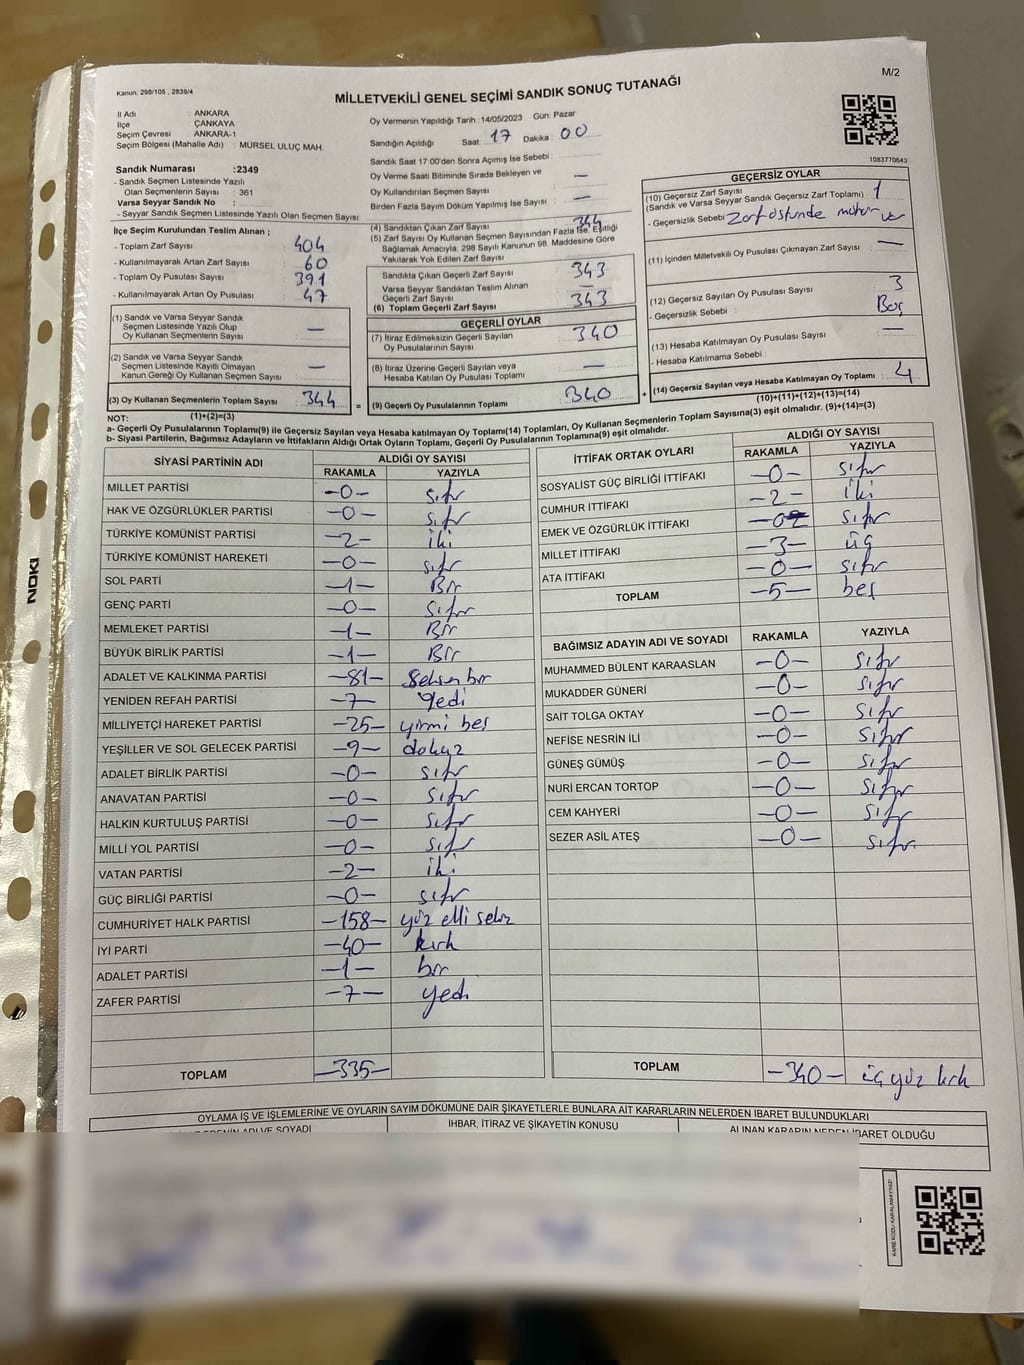 Kanun: 298/105 , 2839/4
MİLLETVEKİLİ GENEL SEÇİMİ SANDIK SONUÇ TUTANAĞI
M/2
1083770643
İl Adı : ANKARA
İlçe : ÇANKAYA
Seçim Çevresi : ANKARA-1
Seçim Bölgesi (Mahalle Adı) : MÜRSEL ULUÇ MAH.
Sandık Numarası :2349
- Sandık Seçmen Listesinde Yazılı
Olan Seçmenlerin Sayısı : 361
Varsa Seyyar Sandık No :
- Seyyar Sandık Seçmen Listesinde Yazılı Olan Seçmen Sayısı:
İlçe Seçim Kurulundan Teslim Alınan ;
- Toplam Zarf Sayısı : 404
- Kullanılmayarak Artan Zarf Sayısı : 60
- Toplam Oy Pusulası Sayısı : 391
- Kullanılmayarak Artan Oy Pusulası : 47
(1) Sandık ve Varsa Seyyar Sandık
Seçmen Listesinde Yazılı Olup
Oy Kullanan Seçmenlerin Sayısı : —
(2) Sandık ve Varsa Seyyar Sandık
Seçmen Listesinde Kayıtlı Olmayan
Kanun Gereği Oy Kullanan Seçmen Sayısı : —
(3) Oy Kullanan Seçmenlerin Toplam Sayısı : 344
(1)+(2)=(3)
Oy Vermenin Yapıldığı Tarih :14/05/2023 Gün: Pazar
Sandığın Açıldığı Saat: 17 Dakika: 00
Sandık Saat 17:00'den Sonra Açımış İse Sebebi :
Oy Verme Saati Bitiminde Sırada Bekleyen ve
Oy Kullandırılan Seçmen Sayısı : —
Birden Fazla Sayım Döküm Yapılmış İse Sayısı : —
(4) Sandıktan Çıkan Zarf Sayısı : 344
(5) Zarf Sayısı Oy Kullanan Seçmen Sayısından Fazla İse, Eşitliği
Sağlamak Amacıyla, 298 Sayılı Kanunun 98. Maddesine Göre
Yakılarak Yok Edilen Zarf Sayısı :
Sandıkta Çıkan Geçerli Zarf Sayısı : 343
Varsa Seyyar Sandıktan Teslim Alınan
Geçerli Zarf Sayısı : —
(6) Toplam Geçerli Zarf Sayısı : 343
GEÇERLİ OYLAR
(7) İtiraz Edilmeksizin Geçerli Sayılan
Oy Pusulalarının Sayısı : 340
(8) İtiraz Üzerine Geçerli Sayılan veya
Hesaba Katılan Oy Pusulası Toplamı : —
= (9) Geçerli Oy Pusulalarının Toplamı : 340 +
GEÇERSİZ OYLAR
(10) Geçersiz Zarf Sayısı : 1
(Sandık ve Varsa Seyyar Sandık Geçersiz Zarf Toplamı)
- Geçersizlik Sebebi : Zarf üstünde mühür var
(11) İçinden Milletvekili Oy Pusulası Çıkmayan Zarf Sayısı : —
(12) Geçersiz Sayılan Oy Pusulası Sayısı : 3
- Geçersizlik Sebebi : Boş
(13) Hesaba Katılmayan Oy Pusulası Sayısı : —
- Hesaba Katılmama Sebebi :
(14) Geçersiz Sayılan veya Hesaba Katılmayan Oy Toplamı : 4
(10)+(11)+(12)+(13)=(14)
NOT:
a- Geçerli Oy Pusulalarının Toplamı(9) ile Geçersiz Sayılan veya Hesaba Katılmayan Oy Toplamı(14) Toplamları, Oy Kullanan Seçmenlerin Toplam Sayısına(3) eşit olmalıdır. (9)+(14)=(3)
b- Siyasi Partilerin, Bağımsız Adayların ve İttifakların Aldığı Ortak Oyların Toplamı, Geçerli Oy Pusulalarının Toplamına(9) eşit olmalıdır.
SİYASİ PARTİNİN ADI ALDIĞI OY SAYISI
RAKAMLA YAZIYLA
MİLLET PARTİSİ -0- sıfır
HAK VE ÖZGÜRLÜKLER PARTİSİ -0- sıfır
TÜRKİYE KOMÜNİST PARTİSİ -2- iki
TÜRKİYE KOMÜNİST HAREKETİ -0- sıfır
SOL PARTİ -1- Bir
GENÇ PARTİ -0- Sıfır
MEMLEKET PARTİSİ -1- Bir
BÜYÜK BİRLİK PARTİSİ -1- Bir
ADALET VE KALKINMA PARTİSİ -81- Seksen bir
YENİDEN REFAH PARTİSİ -7- yedi
MİLLİYETÇİ HAREKET PARTİSİ -25- yirmi beş
YEŞİLLER VE SOL GELECEK PARTİSİ -9- dokuz
ADALET BİRLİK PARTİSİ -0- sıfır
ANAVATAN PARTİSİ -0- sıfır
HALKIN KURTULUŞ PARTİSİ -0- sıfır
MİLLİ YOL PARTİSİ -0- sıfır
VATAN PARTİSİ -2- iki
GÜÇ BİRLİĞİ PARTİSİ -0- sıfır
CUMHURİYET HALK PARTİSİ -158- yüz elli sekiz
İYİ PARTİ -40- kırk
ADALET PARTİSİ -1- bir
ZAFER PARTİSİ -7- yedi
TOPLAM -335-
İTTİFAK ORTAK OYLARI ALDIĞI OY SAYISI
RAKAMLA YAZIYLA
SOSYALİST GÜÇ BİRLİĞİ İTTİFAKI -0- sıfır
CUMHUR İTTİFAKI -2- iki
EMEK VE ÖZGÜRLÜK İTTİFAKI -0- sıfır
MİLLET İTTİFAKI -3- üç
ATA İTTİFAKI -0- sıfır
TOPLAM -5- beş
BAĞIMSIZ ADAYIN ADI VE SOYADI RAKAMLA YAZIYLA
MUHAMMED BÜLENT KARAASLAN -0- sıfır
MUKADDER GÜNERİ -0- sıfır
SAİT TOLGA OKTAY -0- sıfır
NEFİSE NESRİN İLİ -0- sıfır
GÜNEŞ GÜMÜŞ -0- sıfır
NURİ ERCAN TORTOP -0- sıfır
CEM KAHYERİ -0- sıfır
SEZER ASİL ATEŞ -0- sıfır
TOPLAM -340- üç yüz kırk
OYLAMA İŞ VE İŞLEMLERİNE VE OYLARIN SAYIM DÖKÜMÜNE DAİR ŞİKAYETLERLE BUNLARA AİT KARARLARIN NELERDEN İBARET BULUNDUKLARI
ADI VE SOYADI İHBAR, İTİRAZ VE ŞİKAYETİN KONUSU ALINAN KARARIN NEDEN İBARET OLDUĞU
KARE KODU KARALAMAYINIZ!
NOKI